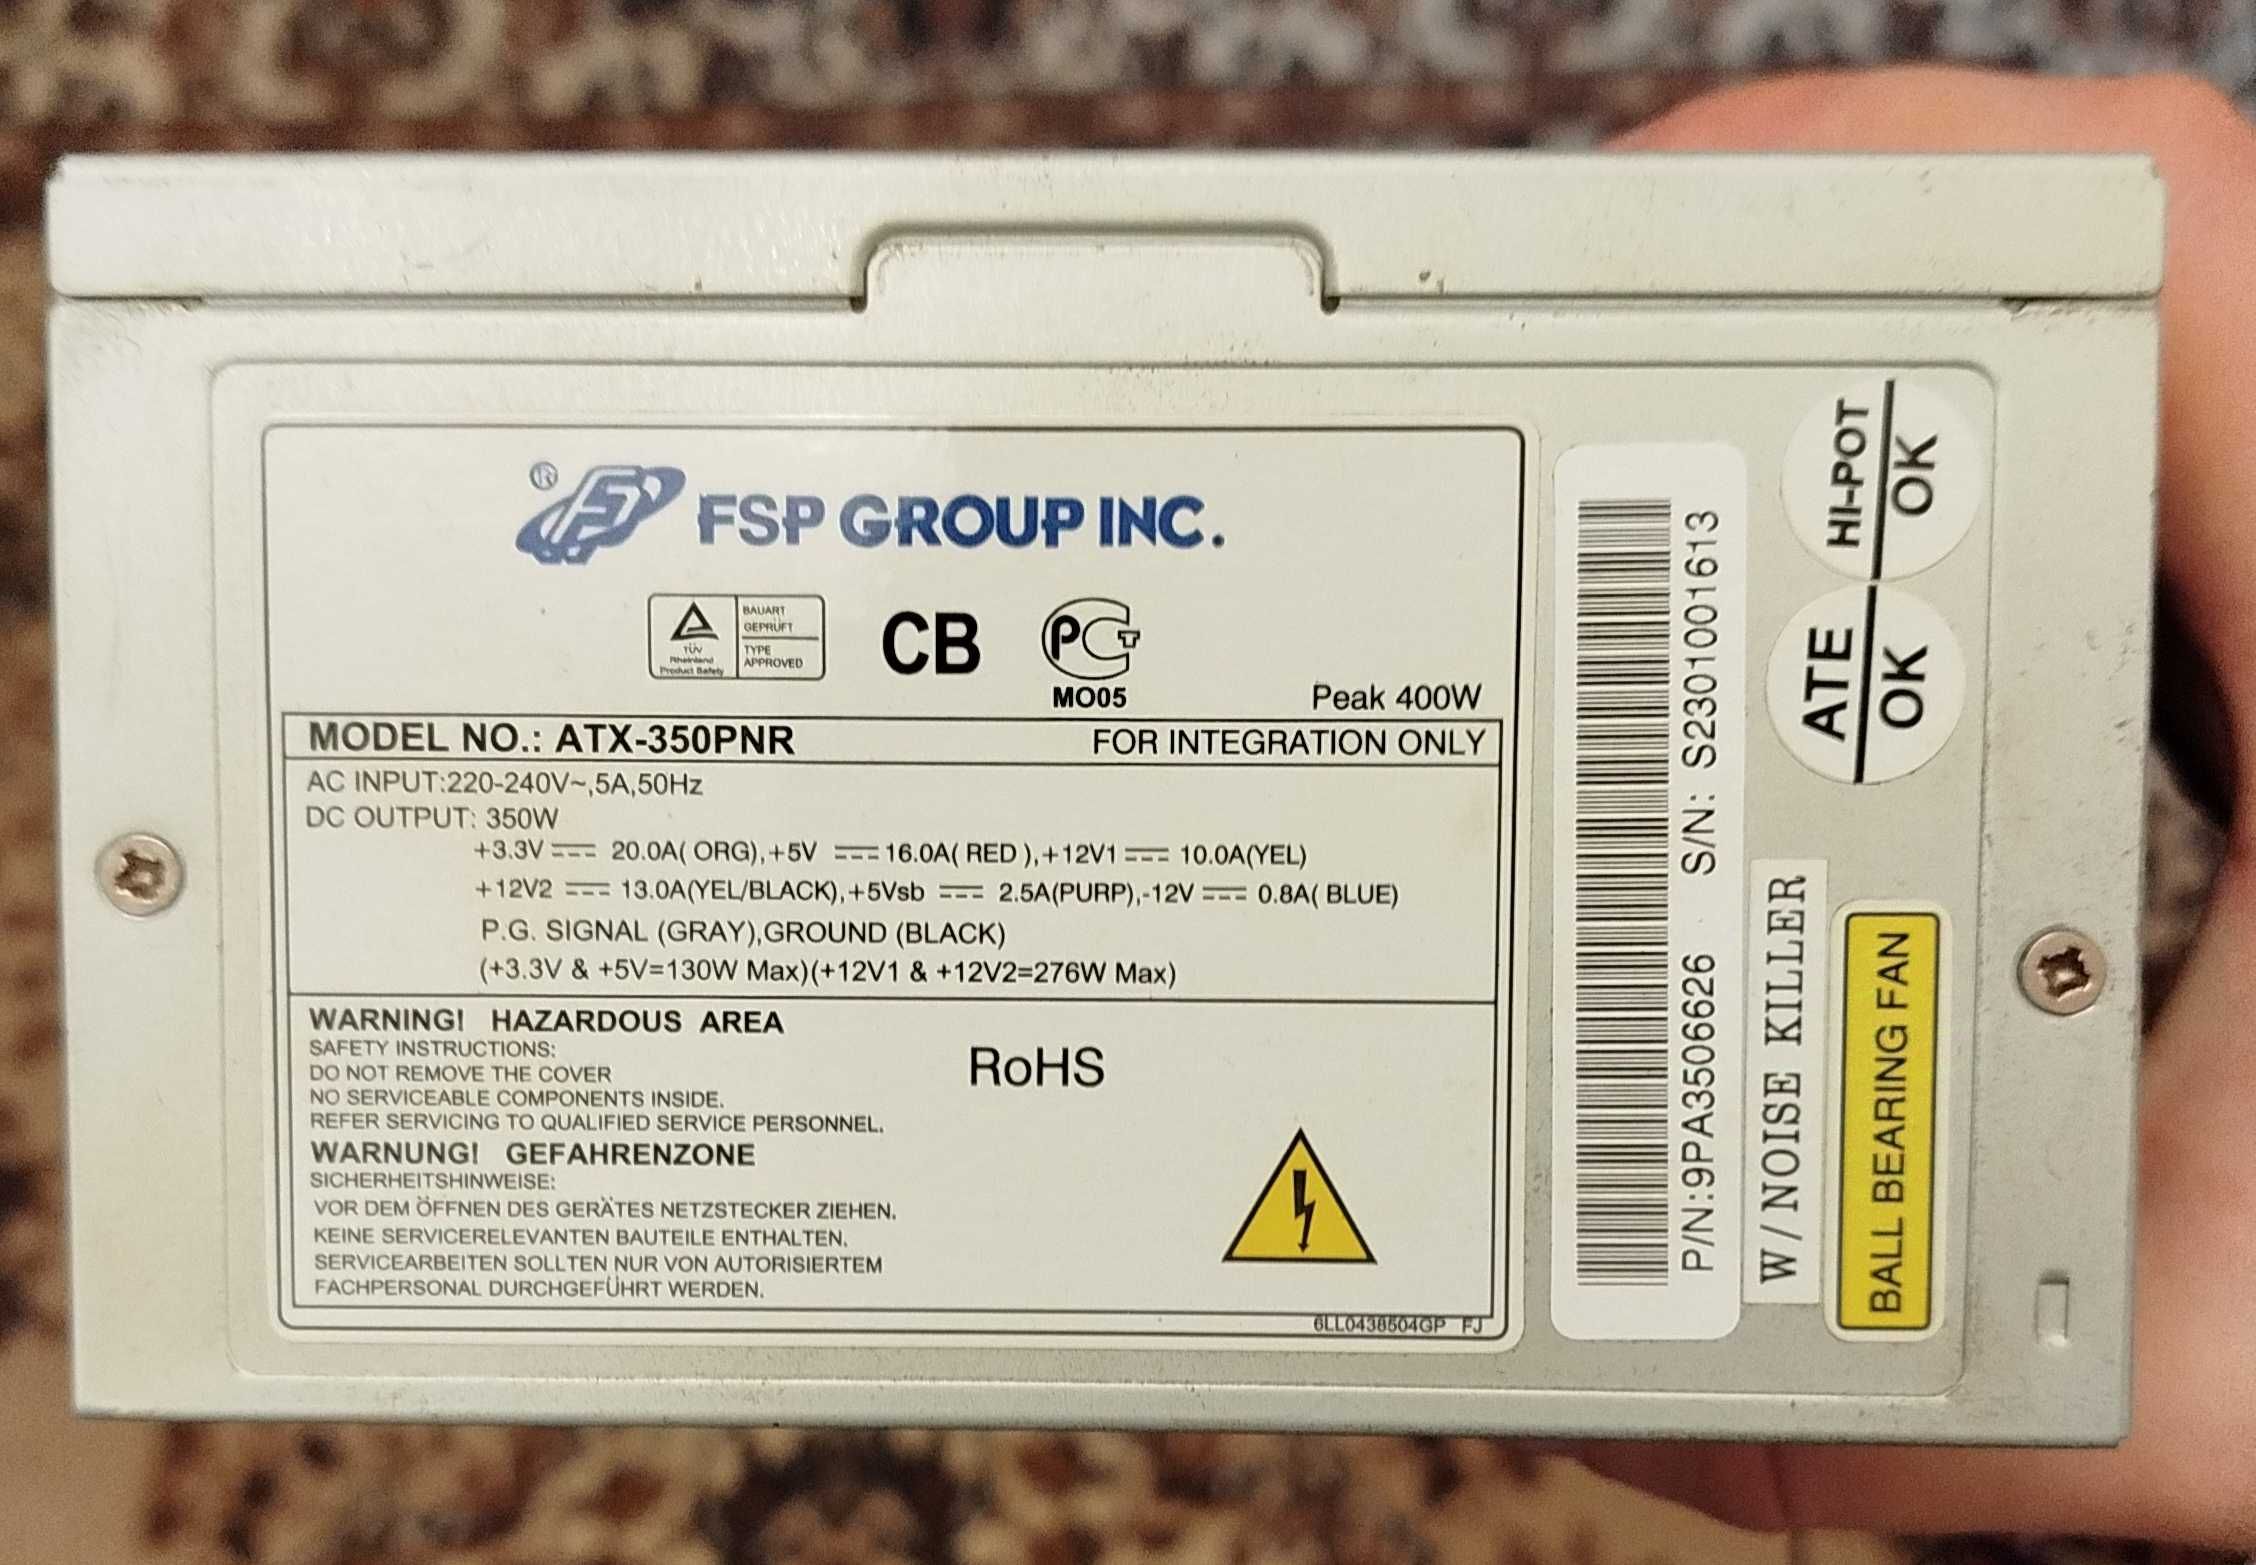 ® FSP GROUP INC.
TÜV
Rheinland
Product Safety
BAUART
GEPRÜFT
TYPE
APPROVED
CB
PCT
MO05
Peak 400W
MODEL NO.: ATX-350PNR FOR INTEGRATION ONLY
AC INPUT:220-240V~,5A,50Hz
DC OUTPUT: 350W
+3.3V ⎓ 20.0A( ORG),+5V ⎓16.0A( RED ),+12V1 ⎓ 10.0A(YEL)
+12V2 ⎓ 13.0A(YEL/BLACK),+5Vsb ⎓ 2.5A(PURP),-12V ⎓ 0.8A( BLUE)
P.G. SIGNAL (GRAY),GROUND (BLACK)
(+3.3V & +5V=130W Max)(+12V1 & +12V2=276W Max)
WARNING! HAZARDOUS AREA
SAFETY INSTRUCTIONS:
DO NOT REMOVE THE COVER
NO SERVICEABLE COMPONENTS INSIDE.
REFER SERVICING TO QUALIFIED SERVICE PERSONNEL.
WARNUNG! GEFAHRENZONE
SICHERHEITSHINWEISE:
VOR DEM ÖFFNEN DES GERÄTES NETZSTECKER ZIEHEN.
KEINE SERVICERELEVANTEN BAUTEILE ENTHALTEN.
SERVICEARBEITEN SOLLTEN NUR VON AUTORISIERTEM
FACHPERSONAL DURCHGEFÜHRT WERDEN.
RoHS
6LL0438504GP FJ
P/N:9PA3506626 S/N: S2301001613
HI-POT
OK
ATE
OK
W/NOISE KILLER
BALL BEARING FAN